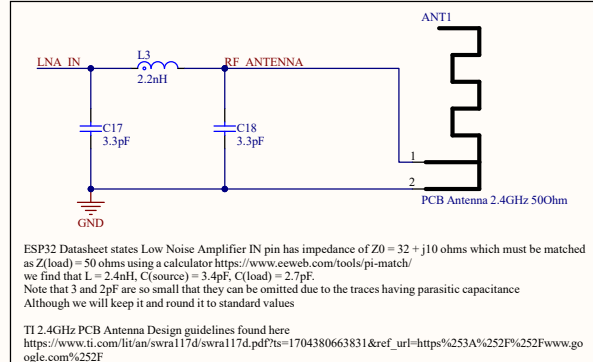 ANT1
LNA_IN
L3
RF_ANTENNA
2.2nH
C17
3.3pF
C18
3.3pF
1
2
GND
PCB Antenna 2.4GHz 50Ohm
ESP32 Datasheet states Low Noise Amplifier IN pin has impedance of Z0 = 32 + j10 ohms which must be matched
as Z(load) = 50 ohms using a calculator https://www.eeweb.com/tools/pi-match/
we find that L = 2.4nH, C(source) = 3.4pF, C(load) = 2.7pF.
Note that 3 and 2pF are so small that they can be omitted due to the traces having parasitic capacitance
Although we will keep it and round it to standard values
TI 2.4GHz PCB Antenna Design guidelines found here
https://www.ti.com/lit/an/swra117d/swra117d.pdf?ts=1704380663831&ref_url=https%253A%252F%252Fwww.go
ogle.com%252F